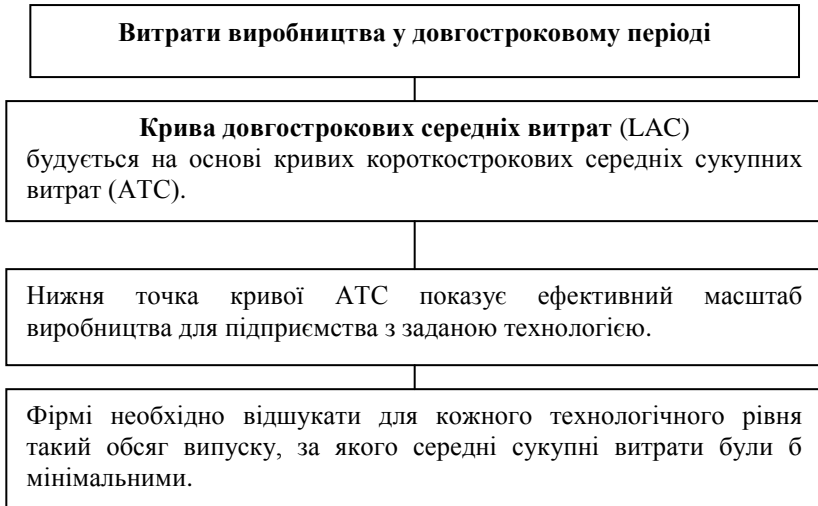 Витрати виробництва у довгостроковому періоді
Крива довгострокових середніх витрат (LAC)
будується на основі кривих короткострокових середніх сукупних
витрат (АТС).
Нижня точка кривої АТС показує ефективний масштаб
виробництва для підприємства з заданою технологією.
Фірмі необхідно відшукати для кожного технологічного рівня
такий обсяг випуску, за якого середні сукупні витрати були б
мінімальними.